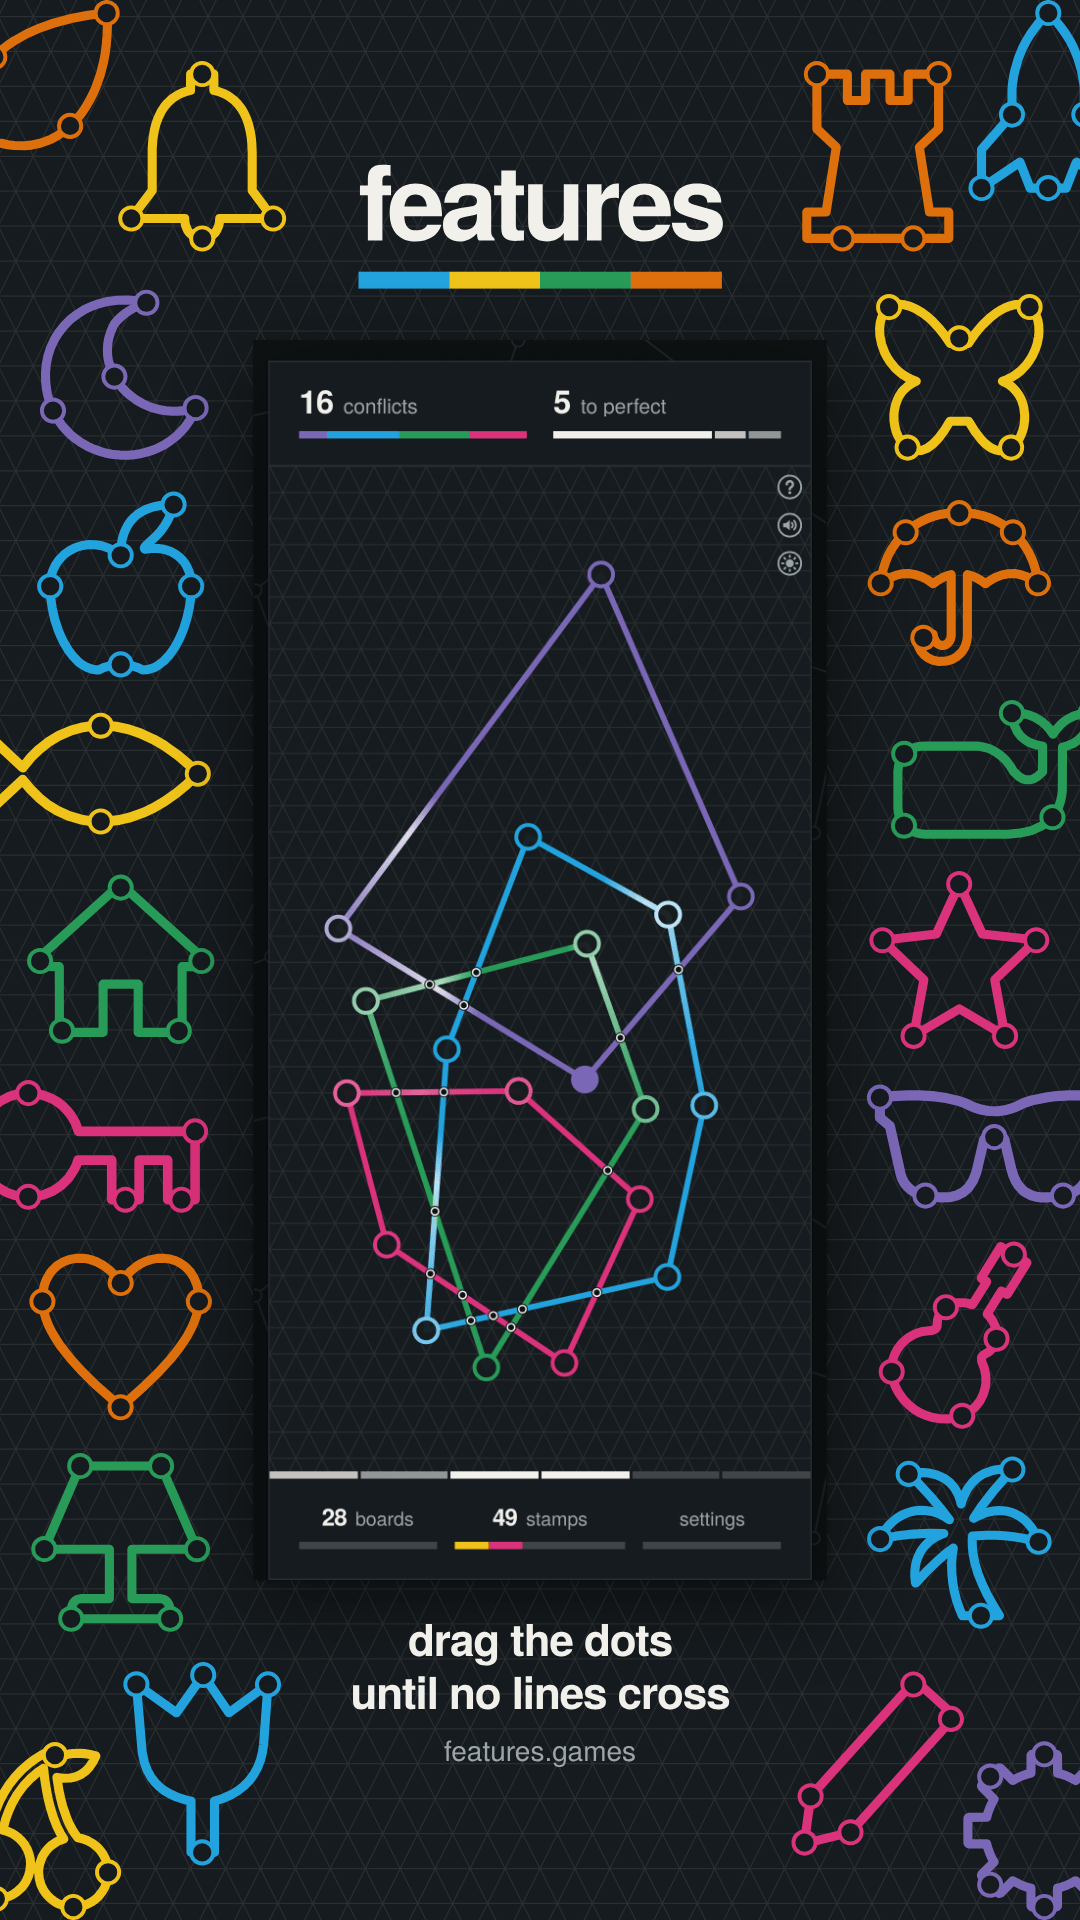 features
16 conflicts
5 to perfect
?
28 boards
49 stamps
settings
drag the dots
until no lines cross
features.games